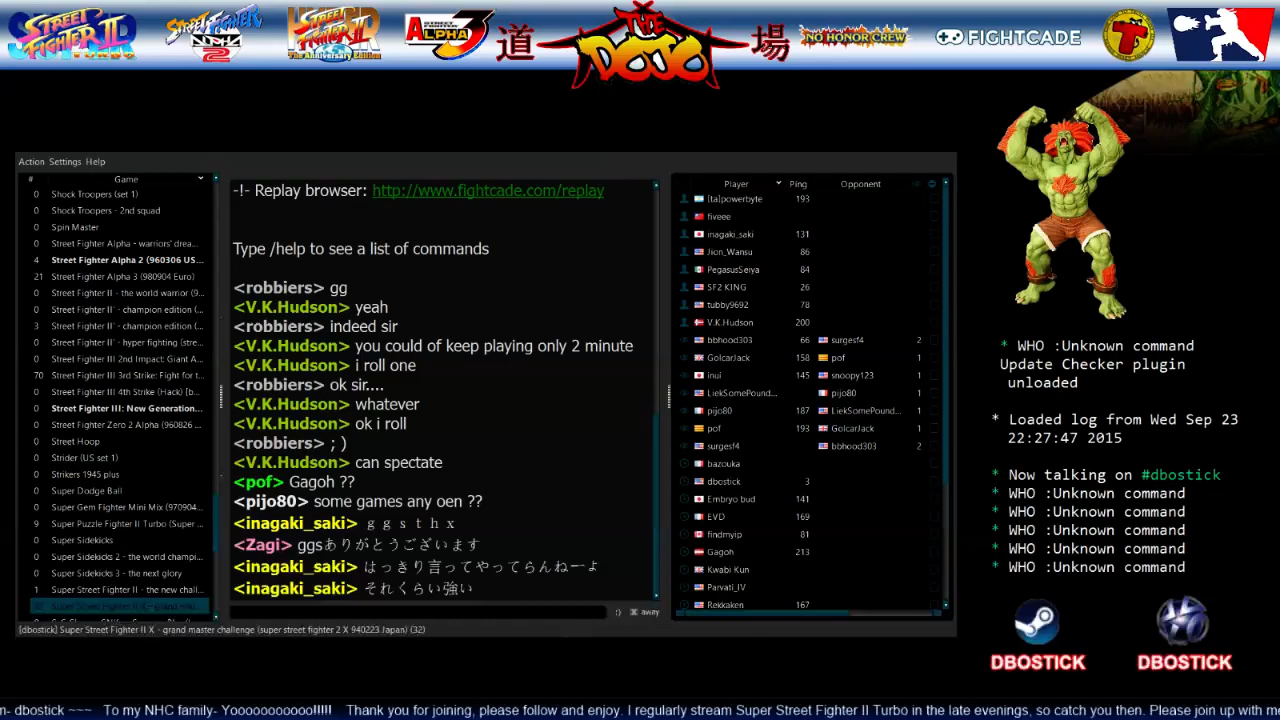 STREET FIGHTER II
TURBO
STREET FIGHTER
ALPHA
2
STREET FIGHTER II
The Anniversary Edition
STREET FIGHTER
ALPHA 3
道
THE
DOJO
場
NO HONOR CREW
FIGHTCADE
Action Settings Help
# Game
0 Shock Troopers (set 1)
0 Shock Troopers - 2nd squad
0 Spin Master
0 Street Fighter Alpha - warriors' drea...
4 Street Fighter Alpha 2 (960306 US...
21 Street Fighter Alpha 3 (980904 Euro)
0 Street Fighter II - the world warrior (9...
0 Street Fighter II' - champion edition (...
3 Street Fighter II' - champion edition (...
0 Street Fighter II' - hyper fighting (stre...
0 Street Fighter III 2nd Impact: Giant A...
70 Street Fighter III 3rd Strike: Fight for t...
0 Street Fighter III 4th Strike (Hack) [b...
0 Street Fighter III: New Generation...
0 Street Fighter Zero 2 Alpha (960826 ...
0 Street Hoop
0 Strider (US set 1)
0 Strikers 1945 plus
0 Super Dodge Ball
0 Super Gem Fighter Mini Mix (970904...
9 Super Puzzle Fighter II Turbo (Super ...
0 Super Sidekicks
0 Super Sidekicks 2 - the world champi...
0 Super Sidekicks 3 - the next glory
1 Super Street Fighter II - the new chall...
-!- Replay browser: http://www.fightcade.com/replay
Type /help to see a list of commands
<robbiers> gg
<V.K.Hudson> yeah
<robbiers> indeed sir
<V.K.Hudson> you could of keep playing only 2 minute
<V.K.Hudson> i roll one
<robbiers> ok sir....
<V.K.Hudson> whatever
<V.K.Hudson> ok i roll
<robbiers> ; )
<V.K.Hudson> can spectate
<pof> Gagoh ??
<pijo80> some games any oen ??
<inagaki_saki> ｇｇｓｔｈｘ
<Zagi> ggsありがとうございます
<inagaki_saki> はっきり言ってやってらんねーよ
<inagaki_saki> それくらい強い
:) away
Player Ping Opponent
[ta]powerbyte 193
fiveee
inagaki_saki 131
Jion_Wansu 86
PegasusSeiya 84
SF2 KING 26
tubby9692 78
V.K.Hudson 200
bbhood303 66 surgesf4 2
GolcarJack 158 pof 1
inui 145 snoopy123 1
LiekSomePound... pijo80 1
pijo80 187 LiekSomePound... 1
pof 193 GolcarJack 1
surgesf4 bbhood303 2
bazouka
dbostick 3
Embryo bud 141
EVD 169
findmyip 81
Gagoh 213
Kwabi Kun
Parvati_IV
Rekkaken 167
[dbostick] Super Street Fighter II X - grand master challenge (super street fighter 2 X 940223 Japan) (32)
* WHO :Unknown command
Update Checker plugin
unloaded
* Loaded log from Wed Sep 23
22:27:47 2015
* Now talking on #dbostick
* WHO :Unknown command
* WHO :Unknown command
* WHO :Unknown command
* WHO :Unknown command
* WHO :Unknown command
DBOSTICK
DBOSTICK
m- dbostick ~~~ To my NHC family- Yooooooooooo!!!!! Thank you for joining, please follow and enjoy. I regularly stream Super Street Fighter II Turbo in the late evenings, so catch you then. Please join up with me